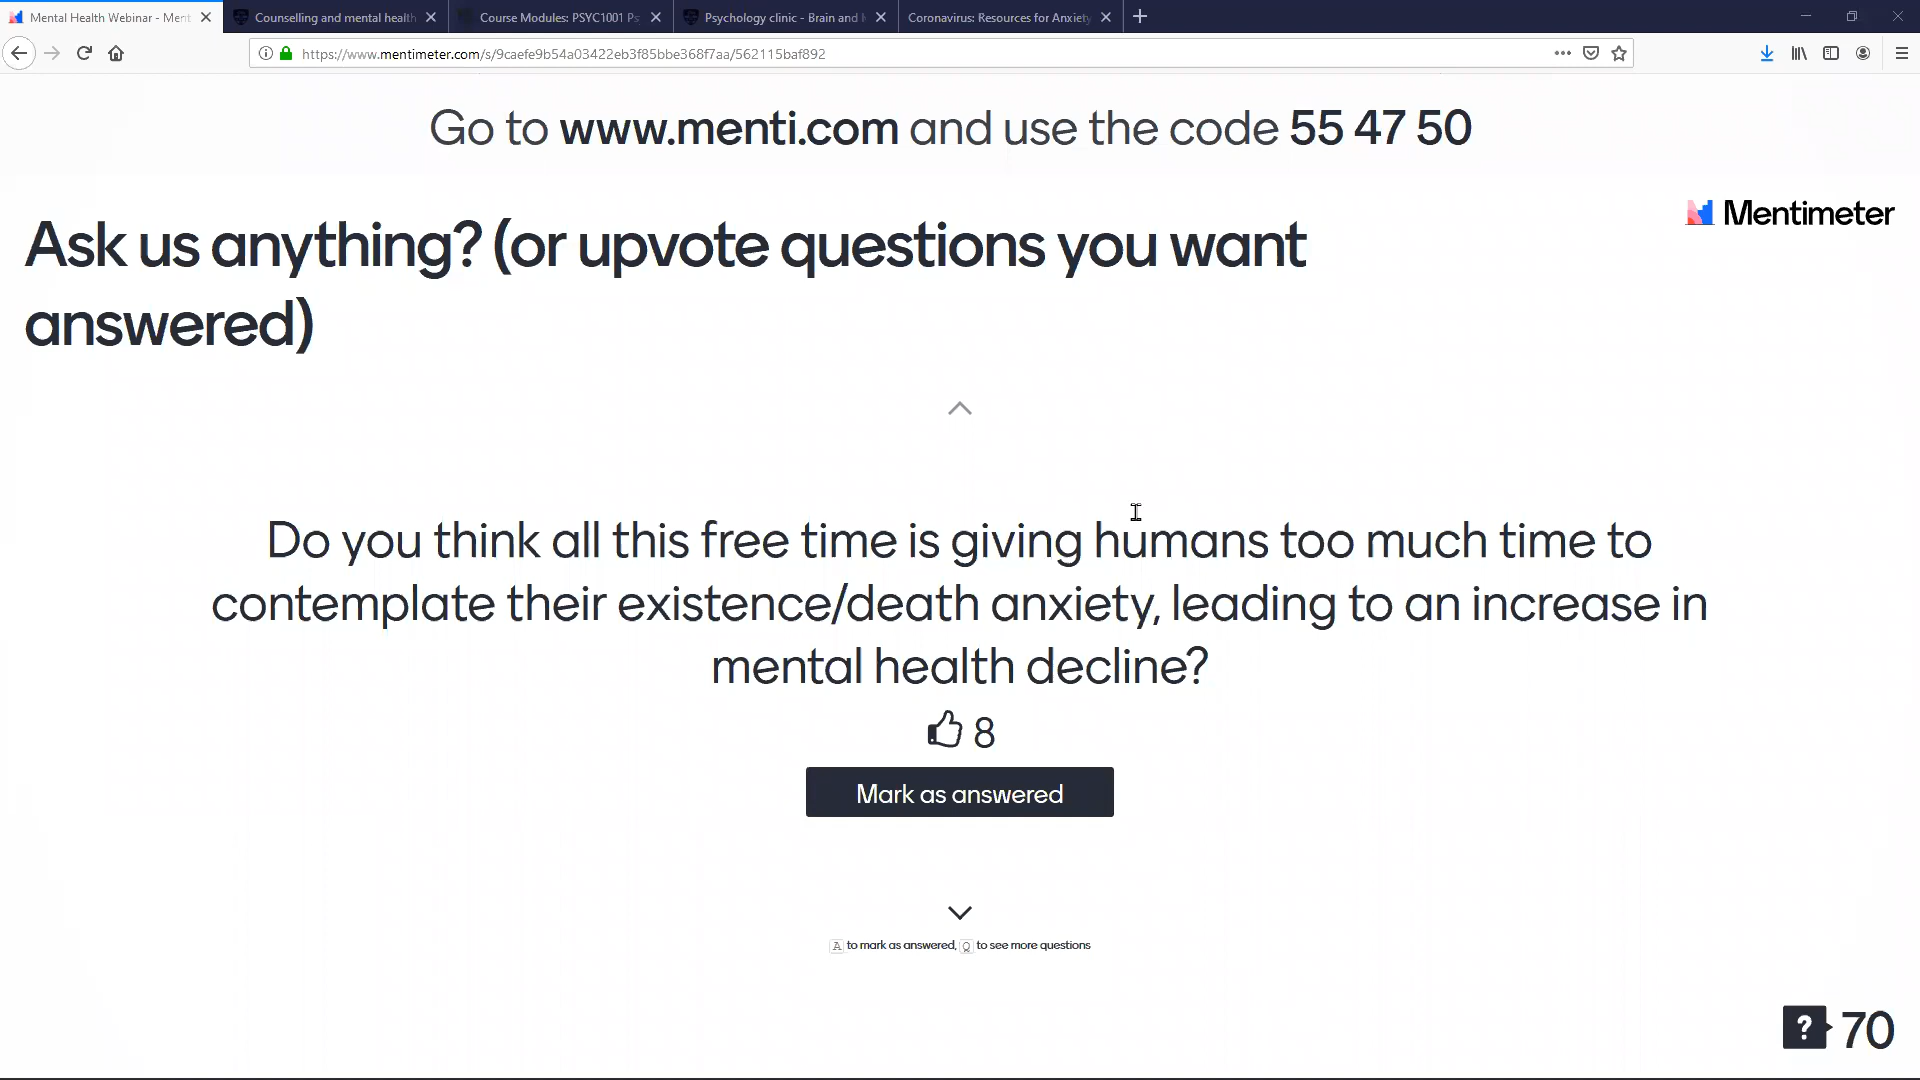 Mental Health Webinar - Ment
Counselling and mental health
Course Modules: PSYC1001 Ps
Psychology clinic - Brain and M
Coronavirus: Resources for Anxiety
https://www.mentimeter.com/s/9caefe9b54a03422eb3f85bbe368f7aa/562115baf892
Go to www.menti.com and use the code 55 47 50
Mentimeter
Ask us anything? (or upvote questions you want
answered)
Do you think all this free time is giving humans too much time to
contemplate their existence/death anxiety, leading to an increase in
mental health decline?
8
Mark as answered
A to mark as answered, Q to see more questions
? 70